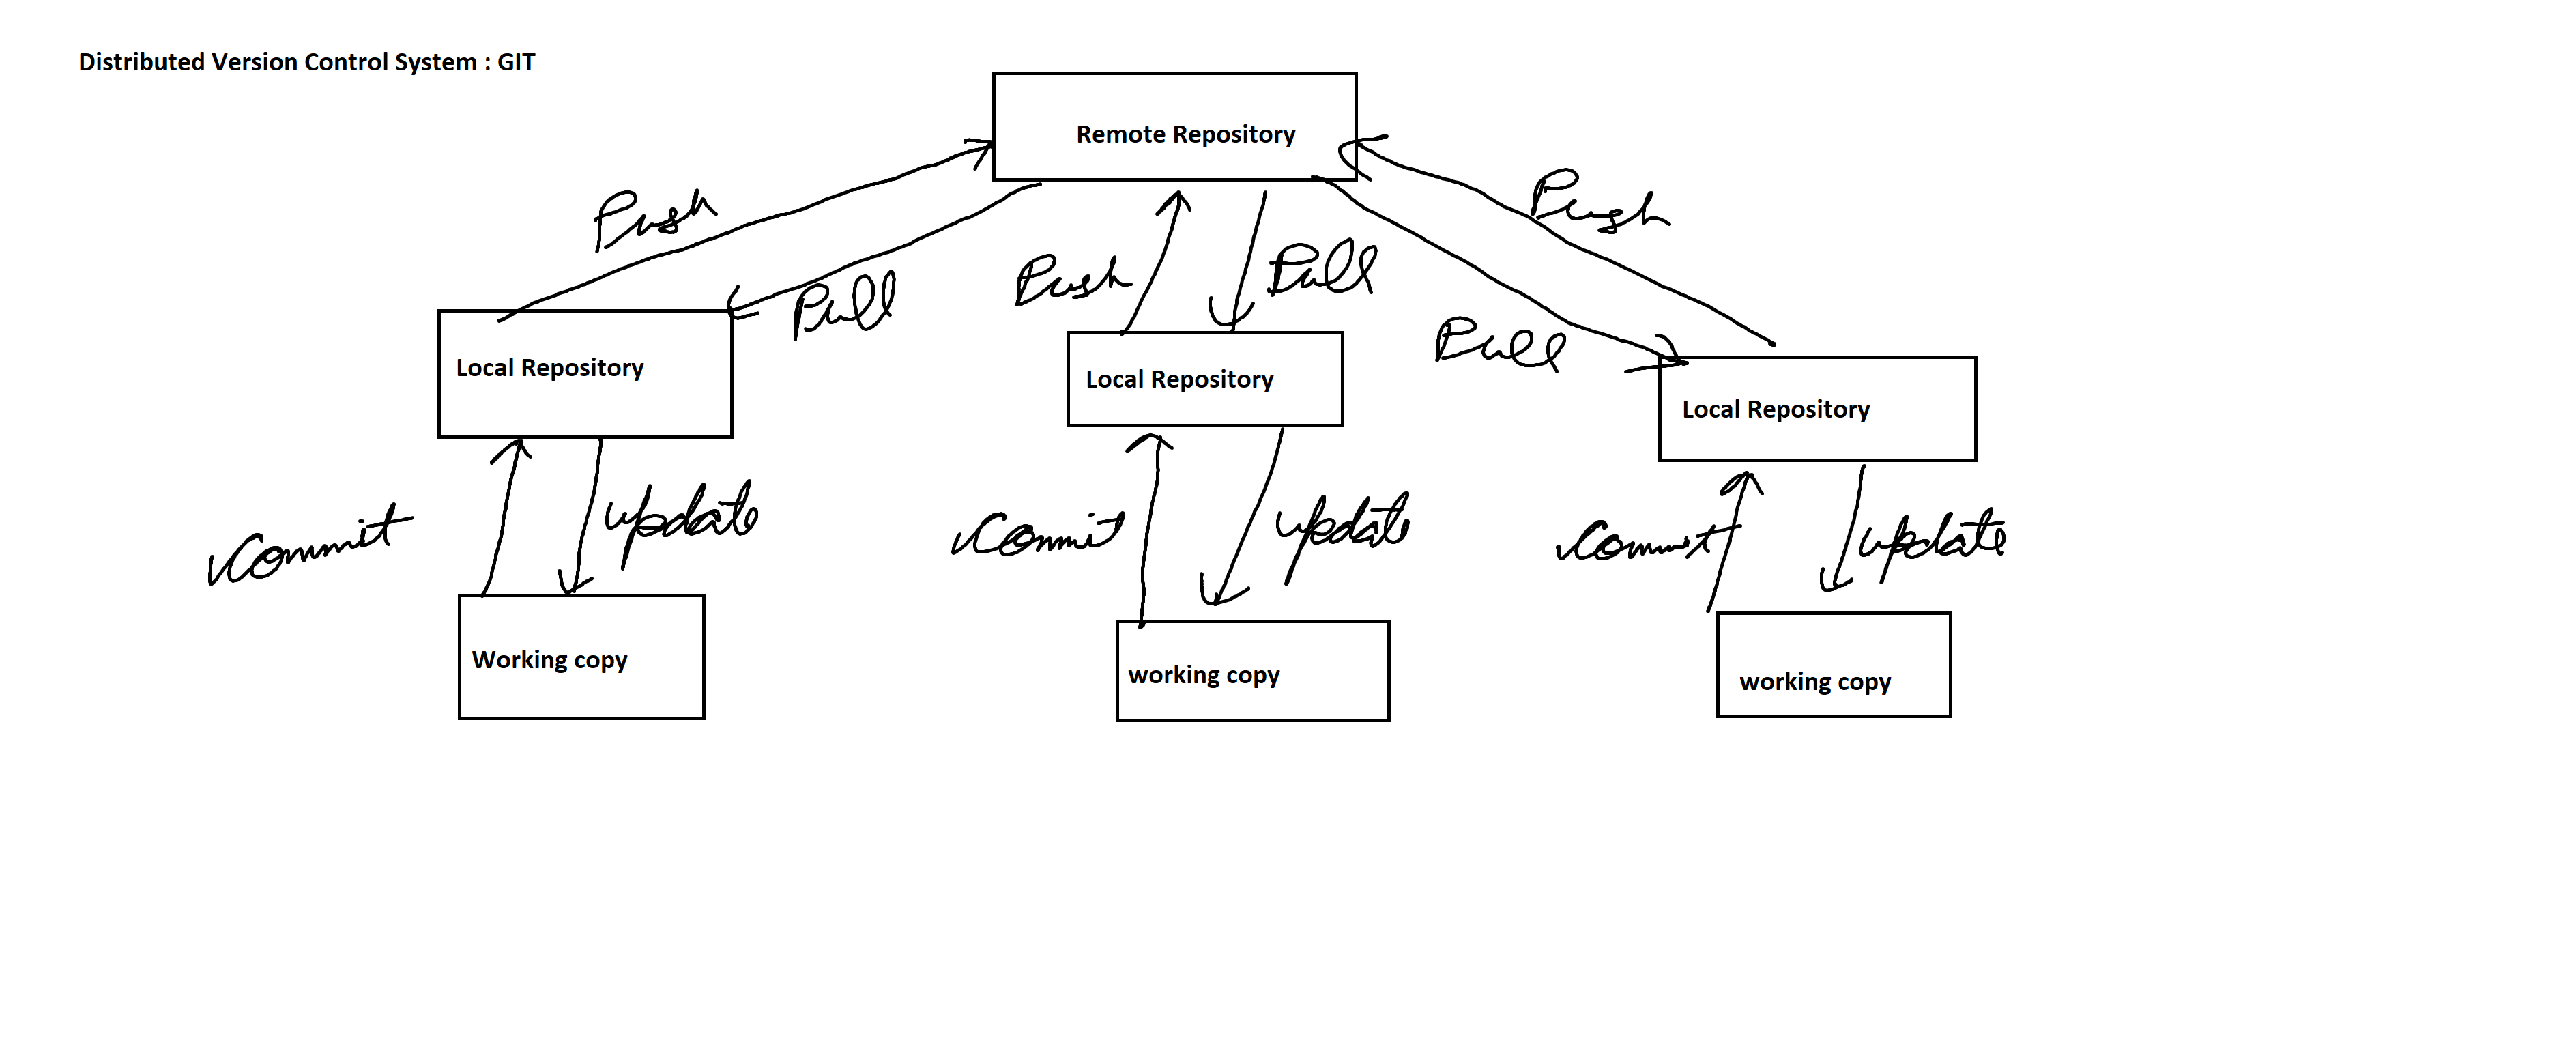 Distributed Version Control System : GIT
Remote Repository
Push
Push
Pull
Push
Pull
Pull
Local Repository
Local Repository
Local Repository
Commit
update
Commit
update
Commit
update
Working copy
working copy
working copy